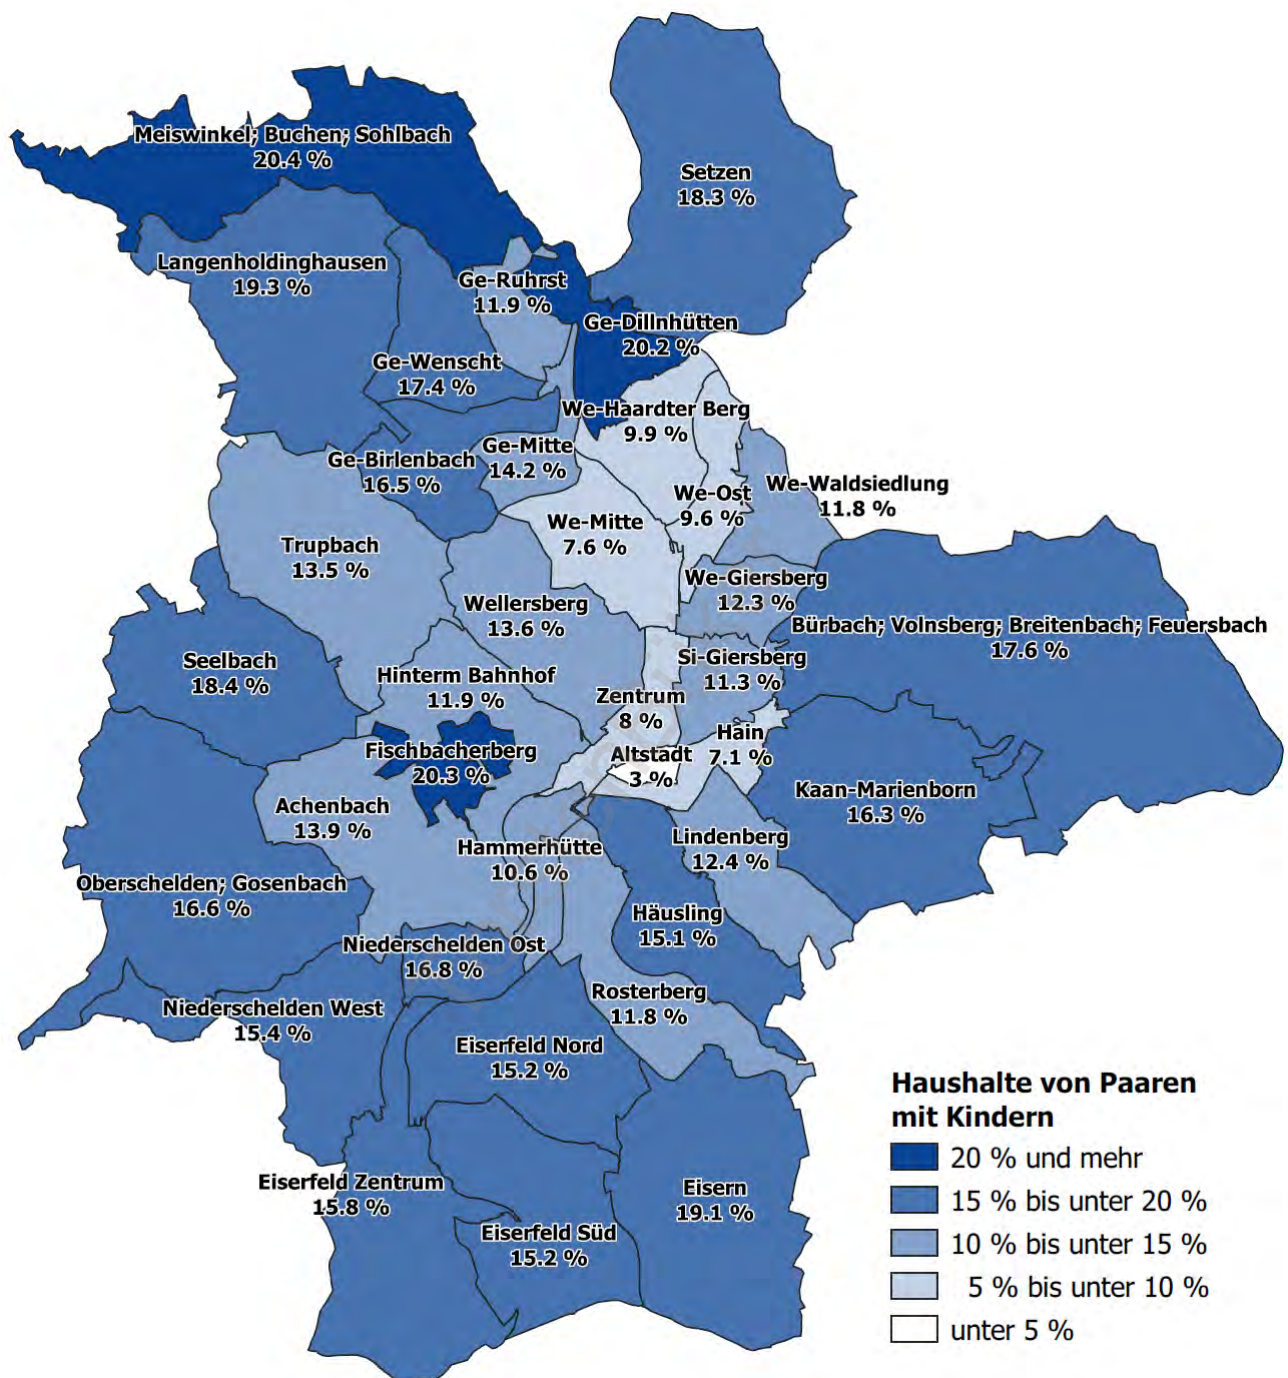 Meiswinkel; Buchen; Sohlbach
20.4 %
Setzen
18.3 %
Langenholdinghausen
19.3 %
Ge-Ruhrst
11.9 %
Ge-Dillnhütten
20.2 %
Ge-Wenscht
17.4 %
We-Haardter Berg
9.9 %
Ge-Mitte
14.2 %
Ge-Birlenbach
16.5 %
We-Waldsiedlung
11.8 %
We-Ost
9.6 %
We-Mitte
7.6 %
Trupbach
13.5 %
We-Giersberg
12.3 %
Wellersberg
13.6 %
Bürbach; Volnsberg; Breitenbach; Feuersbach
17.6 %
Seelbach
18.4 %
Si-Giersberg
11.3 %
Hinterm Bahnhof
11.9 %
Zentrum
8 %
Hain
7.1 %
Fischbacherberg
20.3 %
Altstadt
3 %
Kaan-Marienborn
16.3 %
Achenbach
13.9 %
Lindenberg
12.4 %
Hammerhütte
10.6 %
Oberschelden; Gosenbach
16.6 %
Häusling
15.1 %
Niederschelden Ost
16.8 %
Rosterberg
11.8 %
Niederschelden West
15.4 %
Eiserfeld Nord
15.2 %
Eiserfeld Zentrum
15.8 %
Eisern
19.1 %
Eiserfeld Süd
15.2 %
Haushalte von Paaren
mit Kindern
20 % und mehr
15 % bis unter 20 %
10 % bis unter 15 %
5 % bis unter 10 %
unter 5 %